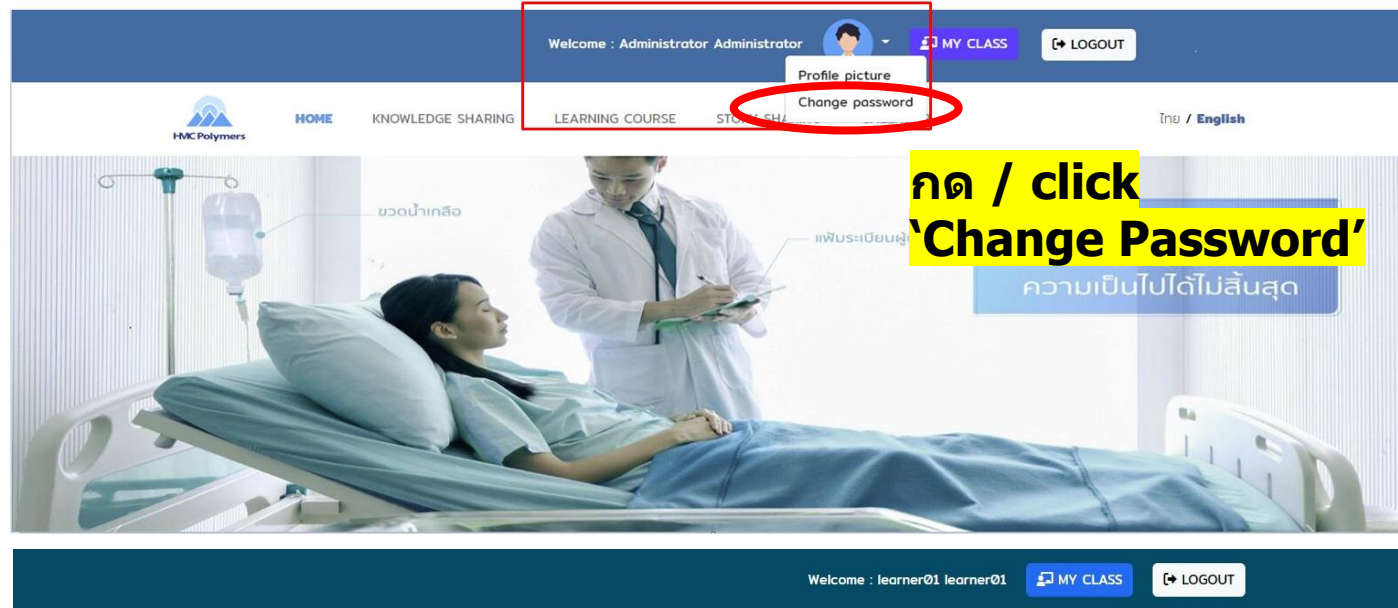 Welcome : Administrator Administrator
MY CLASS
LOGOUT
Profile picture
Change password
HMC Polymers
HOME
KNOWLEDGE SHARING
LEARNING COURSE
ไทย / English
กด / click
‘Change Password’
ขวดน้ำเกลือ
ความเป็นไปได้ไม่สิ้นสุด
Welcome : learner01 learner01
MY CLASS
LOGOUT